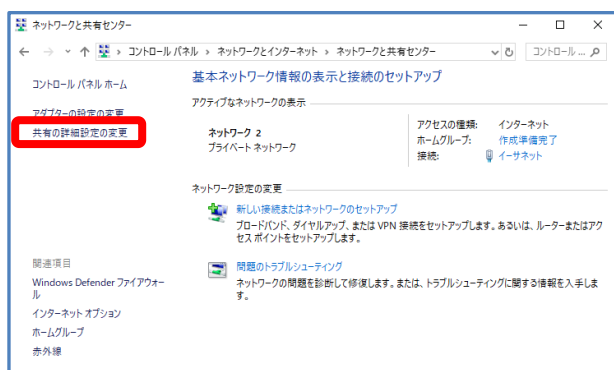 ネットワークと共有センター
コントロール パネル › ネットワークとインターネット › ネットワークと共有センター
コントロール ...
コントロール パネル ホーム
アダプターの設定の変更
共有の詳細設定の変更
基本ネットワーク情報の表示と接続のセットアップ
アクティブなネットワークの表示
ネットワーク 2
プライベート ネットワーク
アクセスの種類: インターネット
ホームグループ: 作成準備完了
接続: イーサネット
ネットワーク設定の変更
新しい接続またはネットワークのセットアップ
ブロードバンド、ダイヤルアップ、または VPN 接続をセットアップします。あるいは、ルーターまたはアク
セス ポイントをセットアップします。
問題のトラブルシューティング
ネットワークの問題を診断して修復します。または、トラブルシューティングに関する情報を入手しま
す。
関連項目
Windows Defender ファイアウォー
ル
インターネット オプション
ホームグループ
赤外線